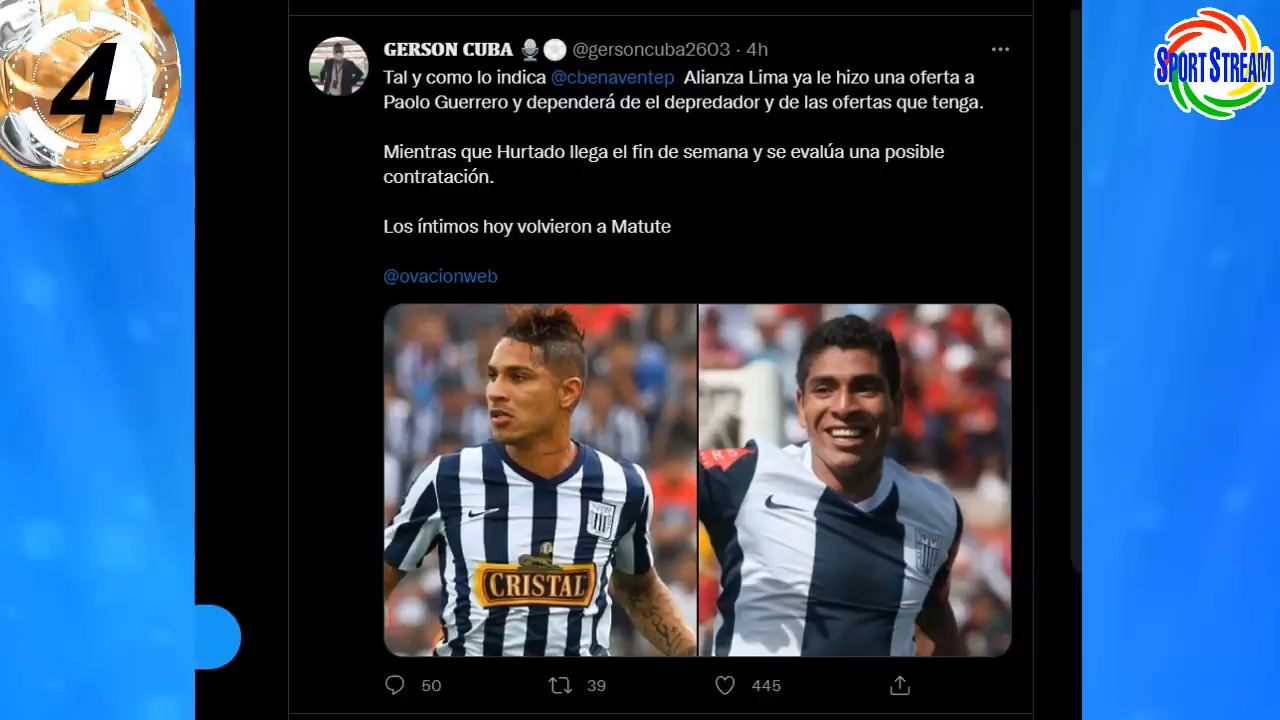 4
SPORT STREAM
GERSON CUBA @gersoncuba2603 · 4h
Tal y como lo indica @cbenaventep Alianza Lima ya le hizo una oferta a
Paolo Guerrero y dependerá de el depredador y de las ofertas que tenga.
Mientras que Hurtado llega el fin de semana y se evalúa una posible
contratación.
Los íntimos hoy volvieron a Matute
@ovacionweb
CRISTAL
50 39 445